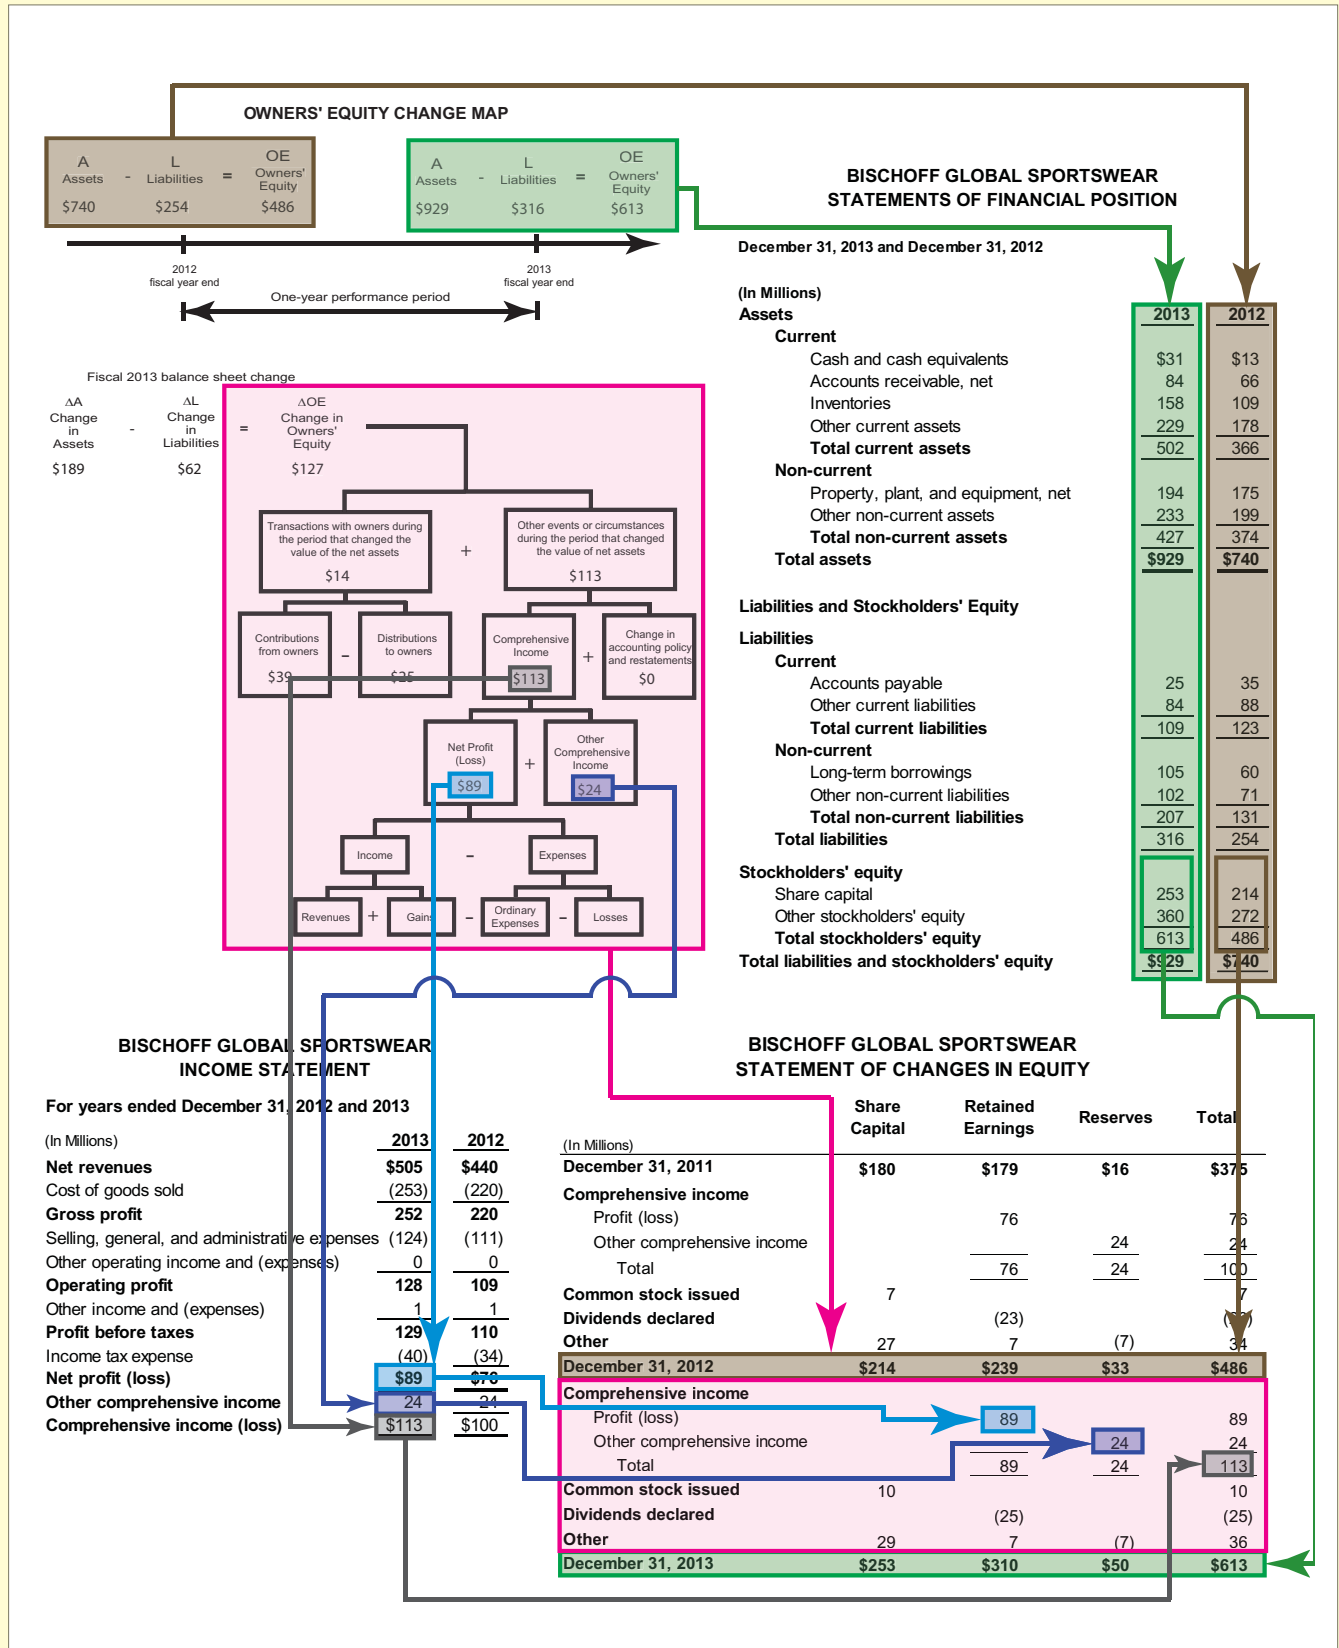 OWNERS' EQUITY CHANGE MAP
A - L = OE
Assets Liabilities Owners' Equity
$740 $254 $486
A - L = OE
Assets Liabilities Owners' Equity
$929 $316 $613
2012
fiscal year end
2013
fiscal year end
One-year performance period
Fiscal 2013 balance sheet change
ΔA
Change
in
Assets
$189
-
ΔL
Change
in
Liabilities
$62
=
ΔOE
Change in
Owners'
Equity
$127
Transactions with owners during
the period that changed the
value of the net assets
$14
+
Other events or circumstances
during the period that changed
the value of net assets
$113
Contributions
from owners
$39
-
Distributions
to owners
$25
Comprehensive
Income
$113
+
Change in
accounting policy
and restatements
$0
Net Profit
(Loss)
$89
+
Other
Comprehensive
Income
$24
Income - Expenses
Revenues + Gains - Ordinary Expenses - Losses
BISCHOFF GLOBAL SPORTSWEAR
STATEMENTS OF FINANCIAL POSITION
December 31, 2013 and December 31, 2012
(In Millions)
Assets 2013 2012
Current
Cash and cash equivalents $31 $13
Accounts receivable, net 84 66
Inventories 158 109
Other current assets 229 178
Total current assets 502 366
Non-current
Property, plant, and equipment, net 194 175
Other non-current assets 233 199
Total non-current assets 427 374
Total assets $929 $740
Liabilities and Stockholders' Equity
Liabilities
Current
Accounts payable 25 35
Other current liabilities 84 88
Total current liabilities 109 123
Non-current
Long-term borrowings 105 60
Other non-current liabilities 102 71
Total non-current liabilities 207 131
Total liabilities 316 254
Stockholders' equity
Share capital 253 214
Other stockholders' equity 360 272
Total stockholders' equity 613 486
Total liabilities and stockholders' equity $929 $740
BISCHOFF GLOBAL SPORTSWEAR
INCOME STATEMENT
For years ended December 31, 2012 and 2013
(In Millions) 2013 2012
Net revenues $505 $440
Cost of goods sold (253) (220)
Gross profit 252 220
Selling, general, and administrative expenses (124) (111)
Other operating income and (expenses) 0 0
Operating profit 128 109
Other income and (expenses) 1 1
Profit before taxes 129 110
Income tax expense (40) (34)
Net profit (loss) $89 $76
Other comprehensive income 24 24
Comprehensive income (loss) $113 $100
BISCHOFF GLOBAL SPORTSWEAR
STATEMENT OF CHANGES IN EQUITY
(In Millions) Share Capital Retained Earnings Reserves Total
December 31, 2011 $180 $179 $16 $375
Comprehensive income
Profit (loss) 76 76
Other comprehensive income 24 24
Total 76 24 100
Common stock issued 7 7
Dividends declared (23)
Other 27 7 (7) 34
December 31, 2012 $214 $239 $33 $486
Comprehensive income
Profit (loss) 89 89
Other comprehensive income 24 24
Total 89 24 113
Common stock issued 10 10
Dividends declared (25) (25)
Other 29 7 (7) 36
December 31, 2013 $253 $310 $50 $613